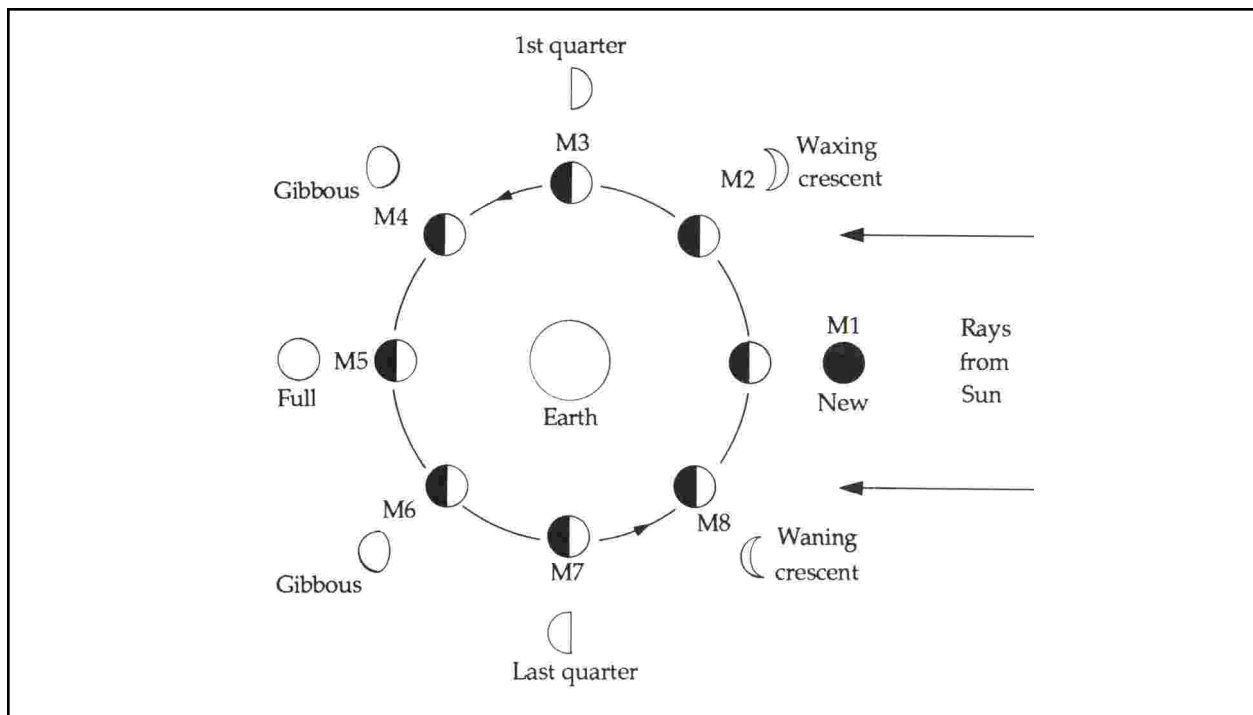 1st quarter
M3
Waxing
M2
crescent
Gibbous
M4
M1
Rays
from
Sun
New
M5
Full
Earth
M6
M8
Waning
crescent
Gibbous
M7
Last quarter